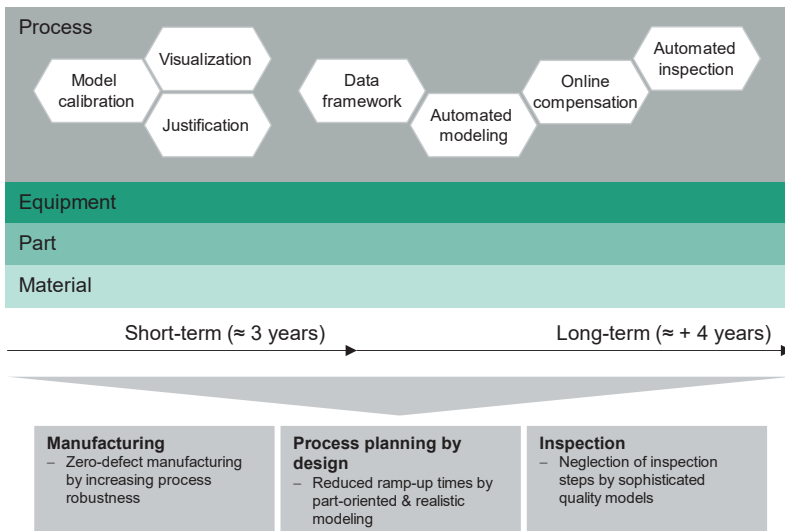 Process
Model
calibration
Visualization
Justification
Data
framework
Automated
modeling
Online
compensation
Automated
inspection
Equipment
Part
Material
Short-term (≈ 3 years)
Long-term (≈ + 4 years)
Manufacturing
– Zero-defect manufacturing
by increasing process
robustness
Process planning by
design
– Reduced ramp-up times by
part-oriented & realistic
modeling
Inspection
– Neglection of inspection
steps by sophisticated
quality models